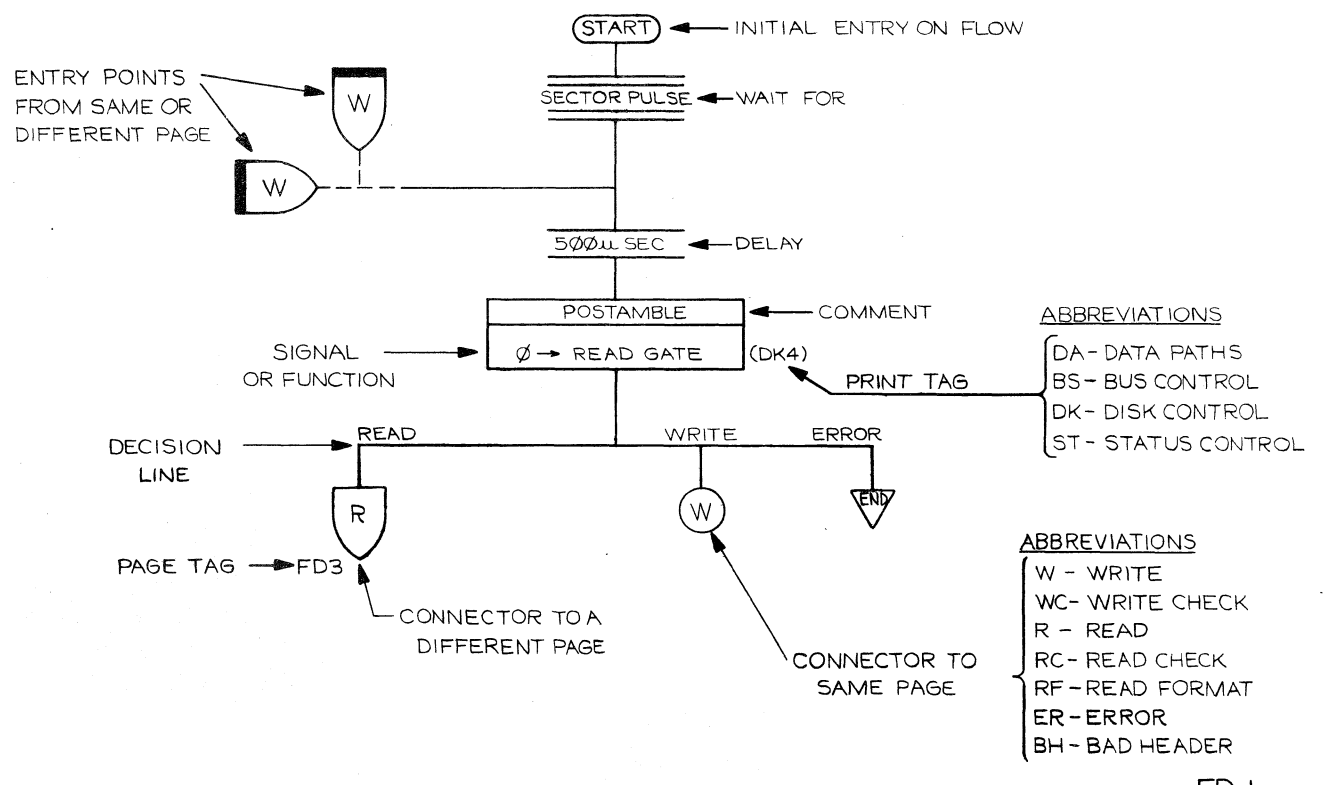 START
INITIAL ENTRY ON FLOW
ENTRY POINTS
FROM SAME OR
DIFFERENT PAGE
W
SECTOR PULSE
WAIT FOR
W
5ØØµ SEC
DELAY
POSTAMBLE
COMMENT
SIGNAL
OR FUNCTION
Ø → READ GATE
(DK4)
PRINT TAG
ABBREVIATIONS
DA - DATA PATHS
BS - BUS CONTROL
DK - DISK CONTROL
ST - STATUS CONTROL
DECISION
LINE
READ
WRITE
ERROR
R
W
END
PAGE TAG
FD3
CONNECTOR TO A
DIFFERENT PAGE
CONNECTOR TO
SAME PAGE
ABBREVIATIONS
W - WRITE
WC - WRITE CHECK
R - READ
RC - READ CHECK
RF - READ FORMAT
ER - ERROR
BH - BAD HEADER